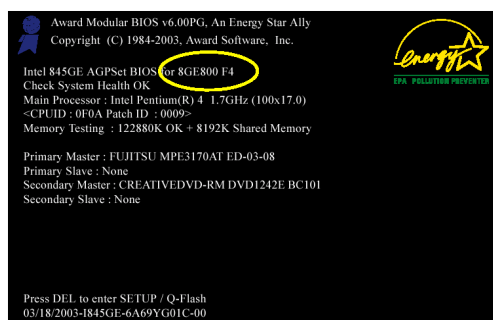 Award Modular BIOS v6.00PG, An Energy Star Ally
Copyright (C) 1984-2003, Award Software, Inc.
energy
EPA POLLUTION PREVENTER
Intel 845GE AGPSet BIOS for 8GE800 F4
Check System Health OK
Main Processor : Intel Pentium(R) 4 1.7GHz (100x17.0)
<CPUID : 0F0A Patch ID : 0009>
Memory Testing : 122880K OK + 8192K Shared Memory
Primary Master : FUJITSU MPE3170AT ED-03-08
Primary Slave : None
Secondary Master : CREATIVEDVD-RM DVD1242E BC101
Secondary Slave : None
Press DEL to enter SETUP / Q-Flash
03/18/2003-I845GE-6A69YG01C-00